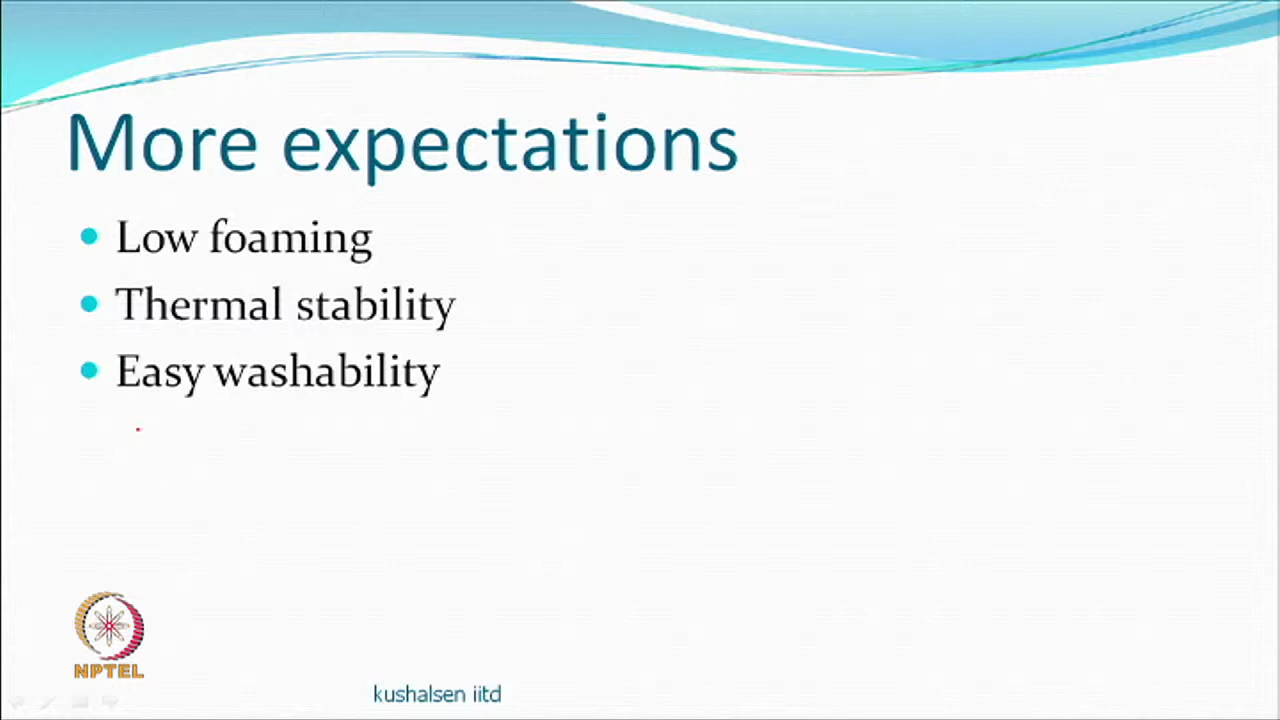 More expectations
Low foaming
Thermal stability
Easy washability
NPTEL
kushalsen iitd